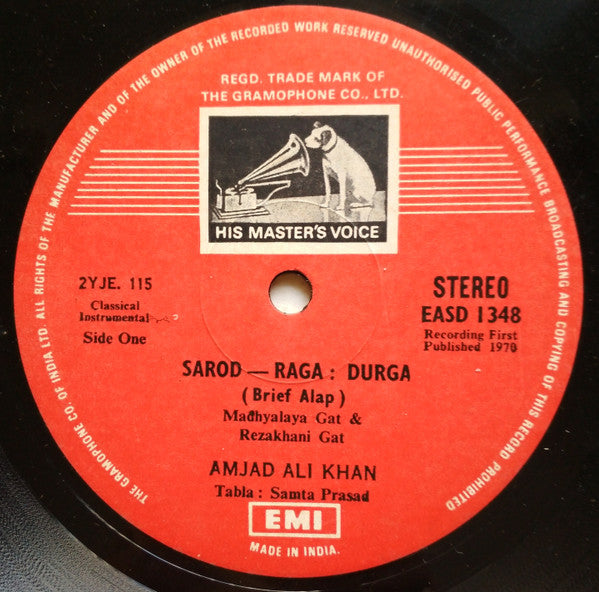 THE GRAMOPHONE CO. OF INDIA LTD. ALL RIGHTS OF THE MANUFACTURER AND OF THE OWNER OF THE RECORDED WORK RESERVED UNAUTHORISED PUBLIC PERFORMANCE BROADCASTING AND COPYING OF THIS RECORD PROHIBITED
REGD. TRADE MARK OF
THE GRAMOPHONE CO., LTD.
HIS MASTER'S VOICE
2YJE. 115
Classical
Instrumental
Side One
STEREO
EASD 1348
Recording First
Published 1970
SAROD — RAGA : DURGA
( Brief Alap )
Madhyalaya Gat &
Rezakhani Gat
AMJAD ALI KHAN
Tabla : Samta Prasad
EMI
MADE IN INDIA.